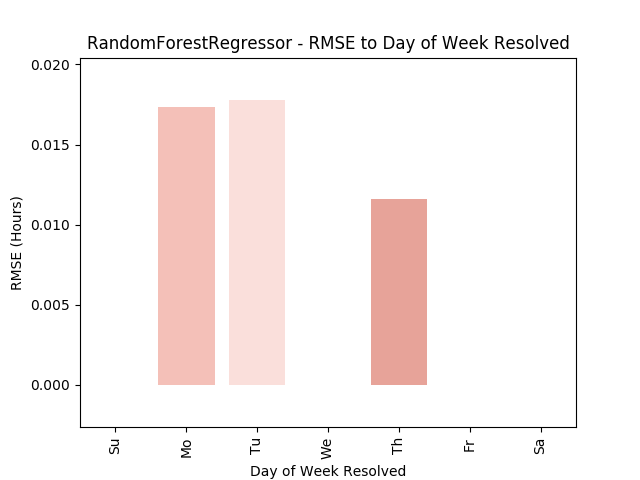 RandomForestRegressor - RMSE to Day of Week Resolved
0.020
0.015
0.010
0.005
0.000
RMSE (Hours)
Su Mo Tu We Th Fr Sa
Day of Week Resolved